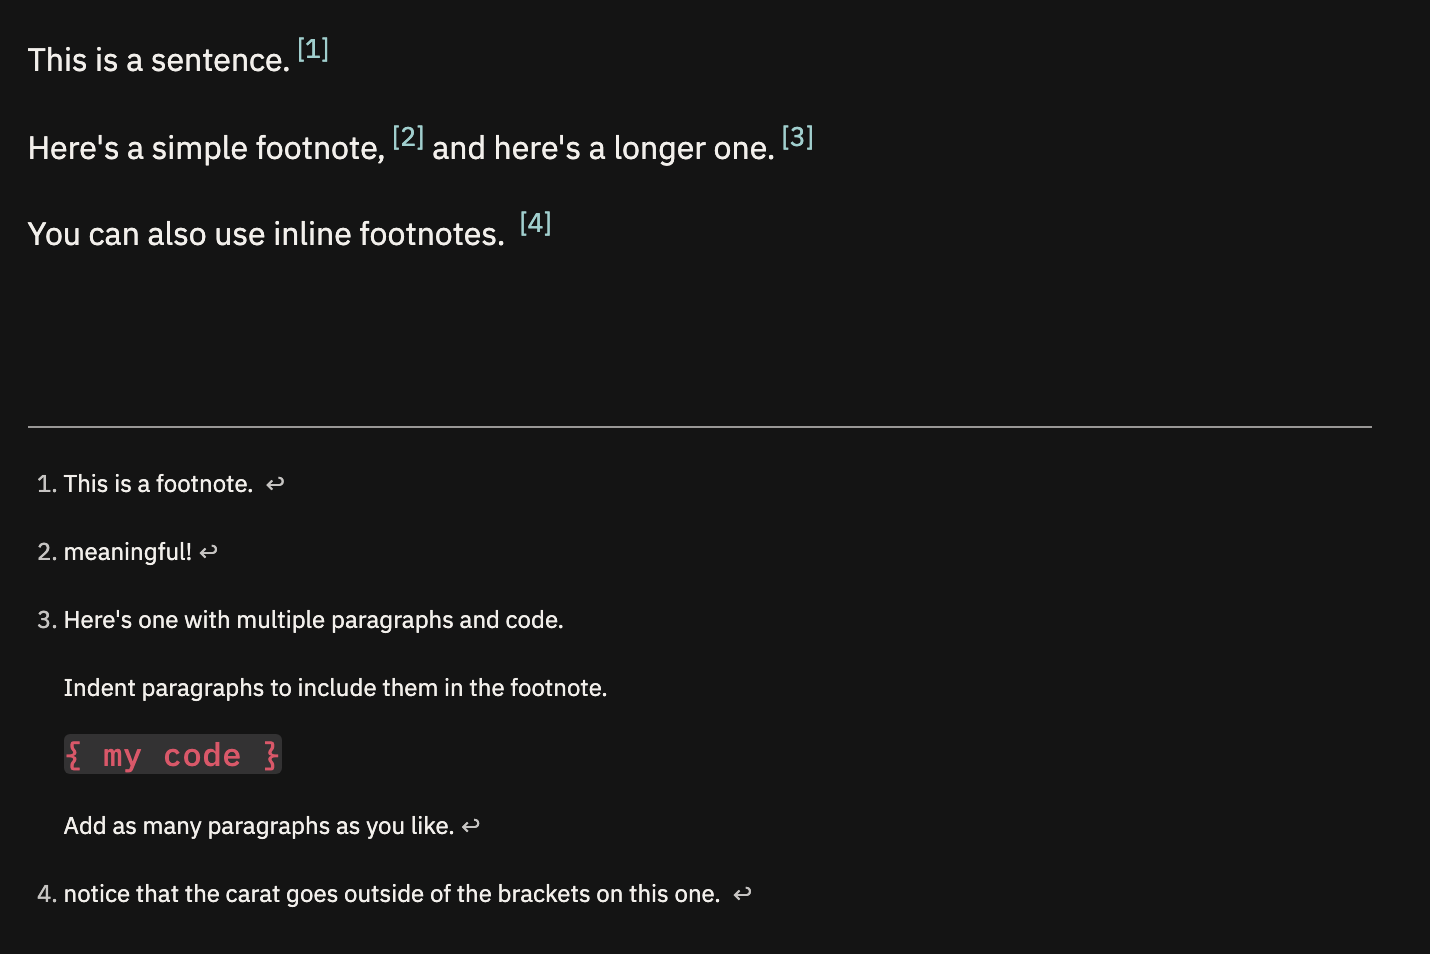 This is a sentence. [1]
Here's a simple footnote, [2] and here's a longer one. [3]
You can also use inline footnotes. [4]
1. This is a footnote. ↩
2. meaningful! ↩
3. Here's one with multiple paragraphs and code.
Indent paragraphs to include them in the footnote.
{ my code }
Add as many paragraphs as you like. ↩
4. notice that the carat goes outside of the brackets on this one. ↩